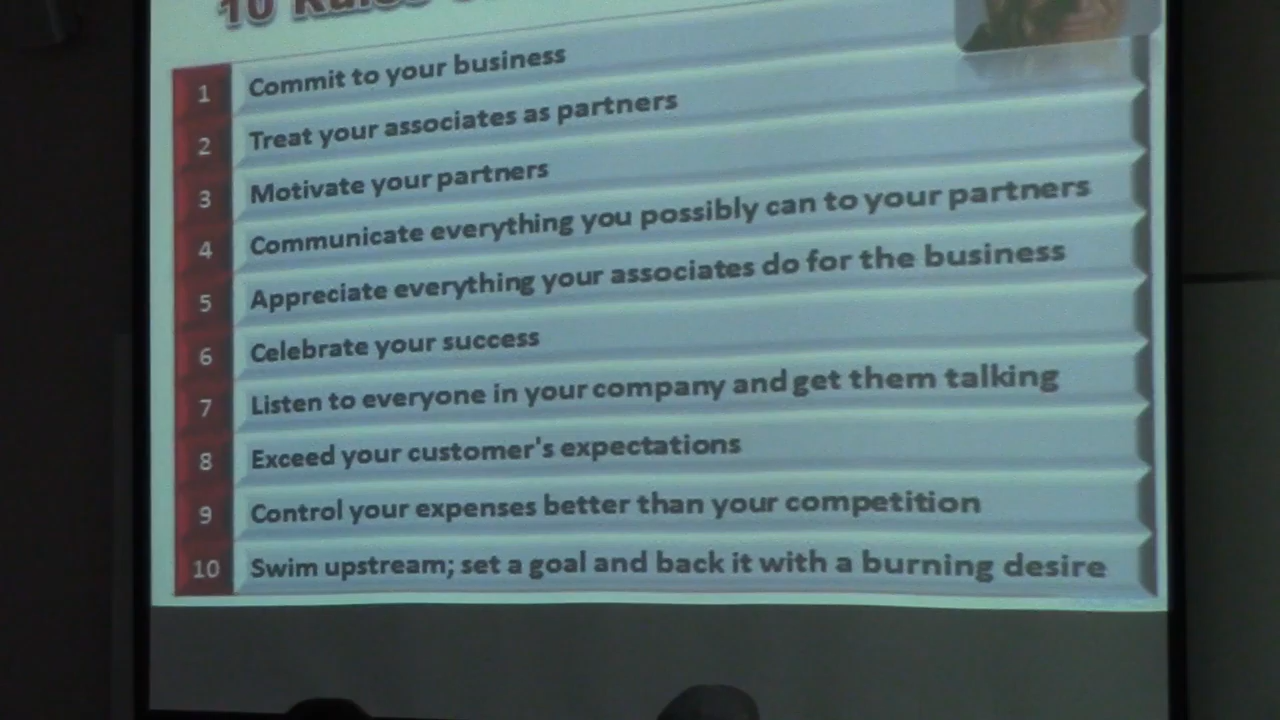 10 Rules
1 Commit to your business
2 Treat your associates as partners
3 Motivate your partners
4 Communicate everything you possibly can to your partners
5 Appreciate everything your associates do for the business
6 Celebrate your success
7 Listen to everyone in your company and get them talking
8 Exceed your customer's expectations
9 Control your expenses better than your competition
10 Swim upstream; set a goal and back it with a burning desire